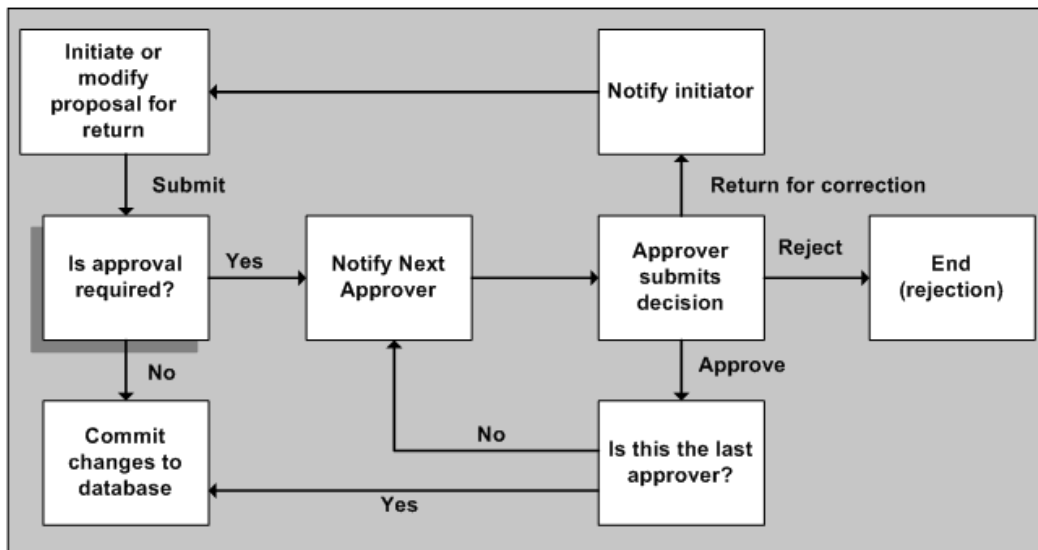 Initiate or
modify
proposal for
return
Notify initiator
Submit
Return for correction
Is approval
required?
Yes
Notify Next
Approver
Approver
submits
decision
Reject
End
(rejection)
No
Approve
Commit
changes to
database
No
Is this the last
approver?
Yes